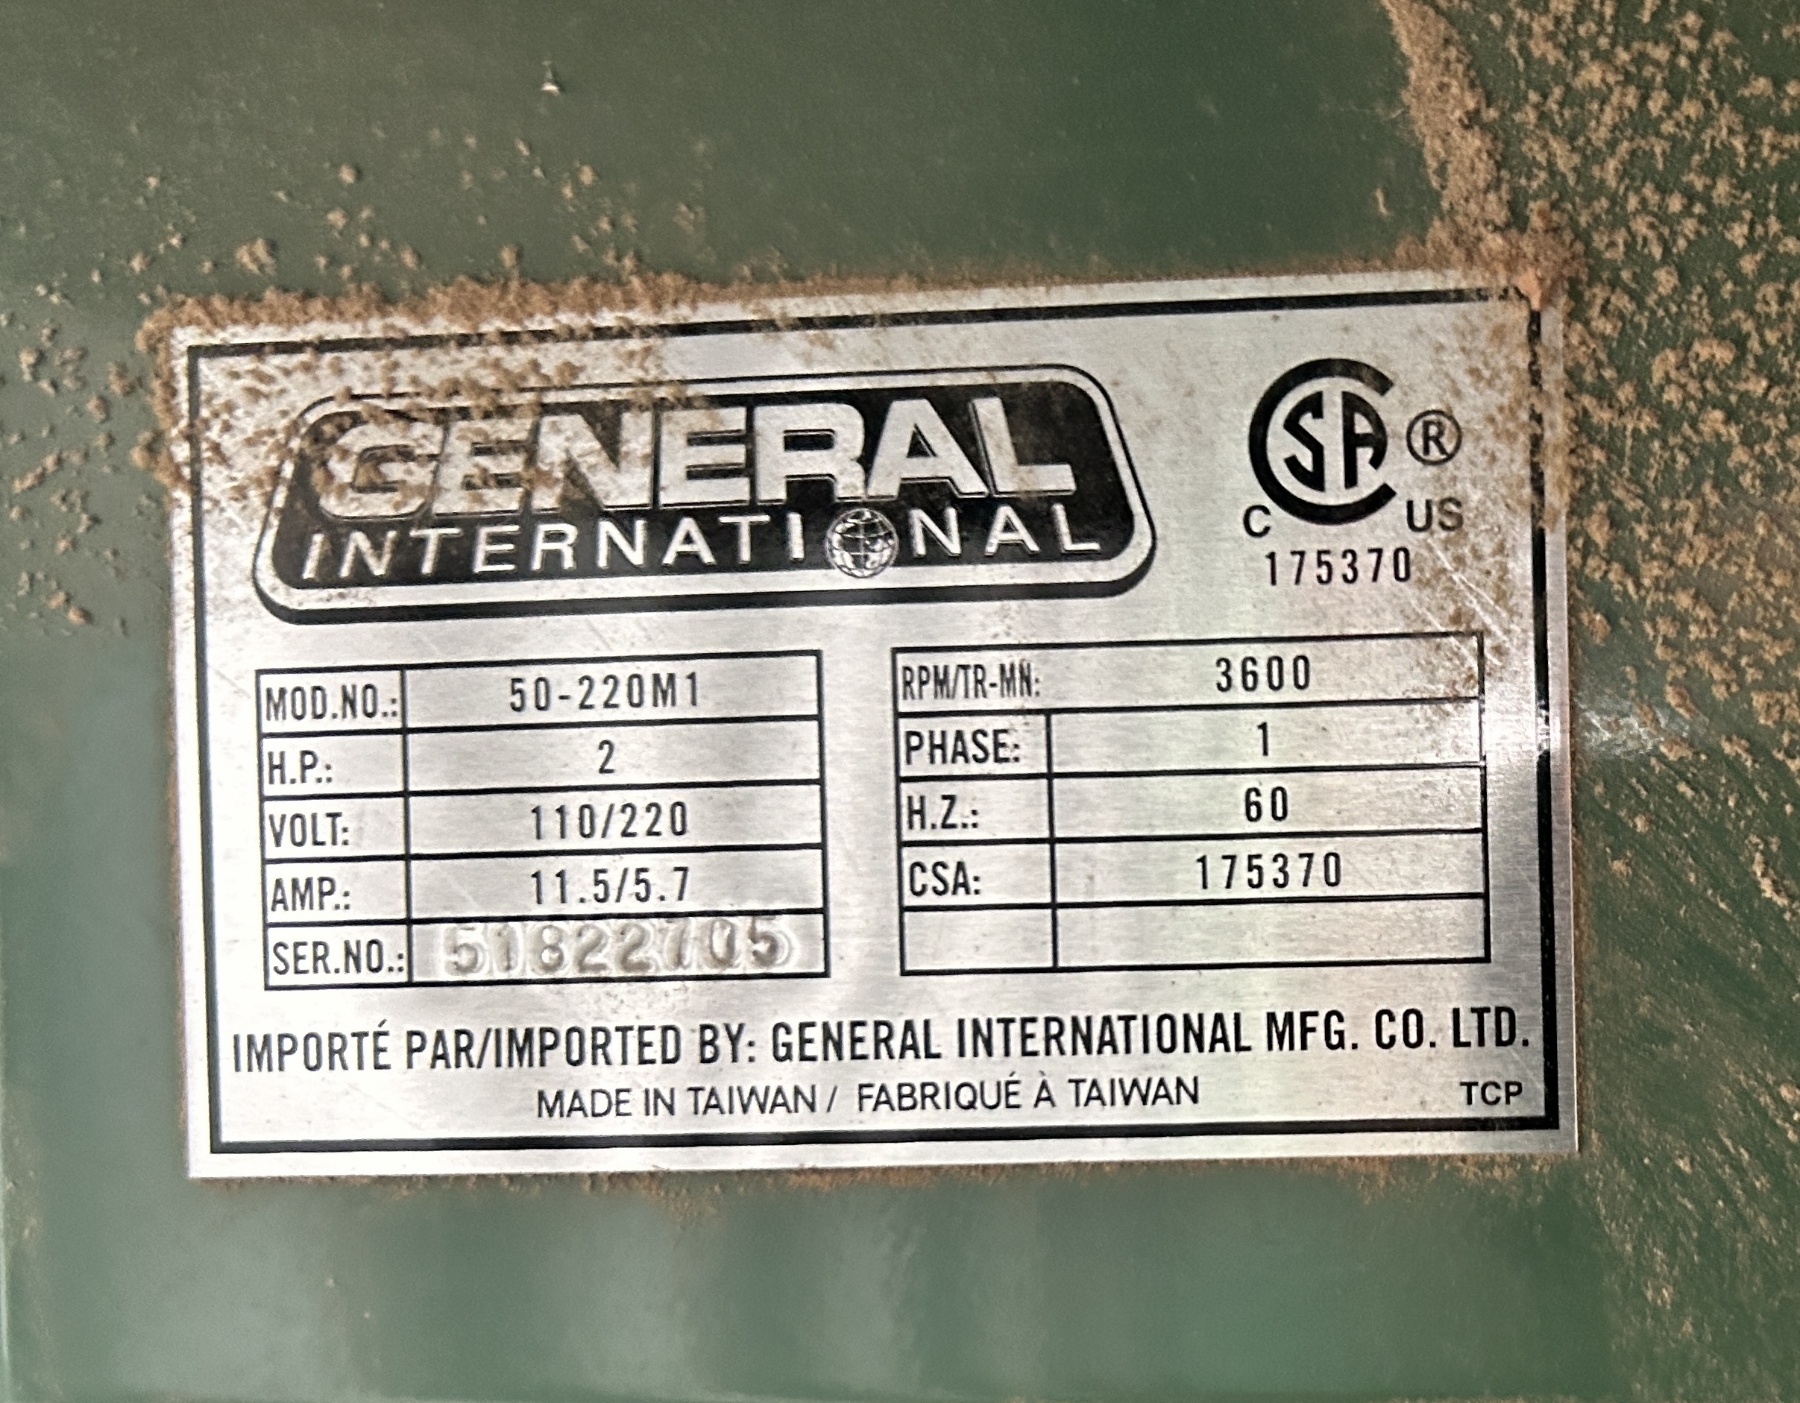 GENERAL
INTERNATIONAL
CSA ®
C US
175370
MOD.NO.: 50-220M1
H.P.: 2
VOLT: 110/220
AMP.: 11.5/5.7
SER.NO.: 51822705
RPM/TR-MN: 3600
PHASE: 1
H.Z.: 60
CSA: 175370
IMPORTÉ PAR/IMPORTED BY: GENERAL INTERNATIONAL MFG. CO. LTD.
MADE IN TAIWAN / FABRIQUÉ À TAIWAN
TCP